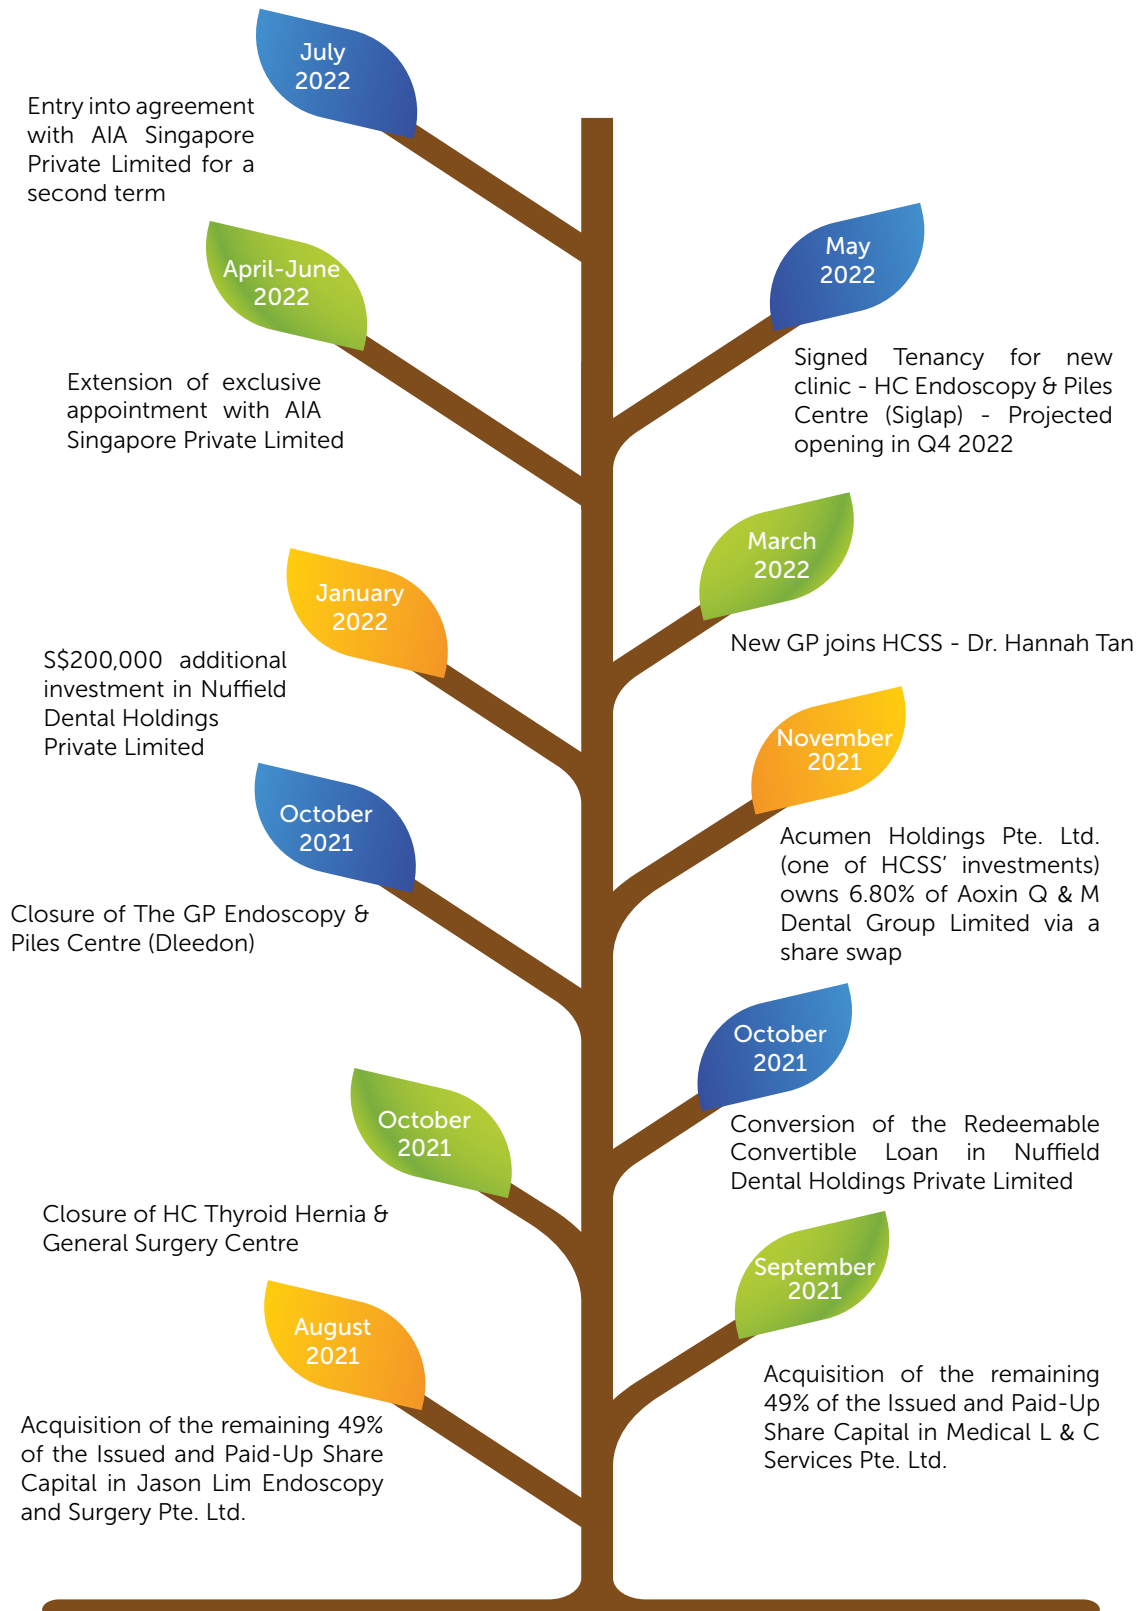 July
2022
Entry into agreement
with AIA Singapore
Private Limited for a
second term
April-June
2022
Extension of exclusive
appointment with AIA
Singapore Private Limited
May
2022
Signed Tenancy for new
clinic - HC Endoscopy & Piles
Centre (Siglap) - Projected
opening in Q4 2022
March
2022
New GP joins HCSS - Dr. Hannah Tan
January
2022
S$200,000 additional
investment in Nuffield
Dental Holdings
Private Limited
November
2021
Acumen Holdings Pte. Ltd.
(one of HCSS’ investments)
owns 6.80% of Aoxin Q & M
Dental Group Limited via a
share swap
October
2021
Closure of The GP Endoscopy &
Piles Centre (Dleedon)
October
2021
Conversion of the Redeemable
Convertible Loan in Nuffield
Dental Holdings Private Limited
October
2021
Closure of HC Thyroid Hernia &
General Surgery Centre
September
2021
Acquisition of the remaining
49% of the Issued and Paid-Up
Share Capital in Medical L & C
Services Pte. Ltd.
August
2021
Acquisition of the remaining 49%
of the Issued and Paid-Up Share
Capital in Jason Lim Endoscopy
and Surgery Pte. Ltd.